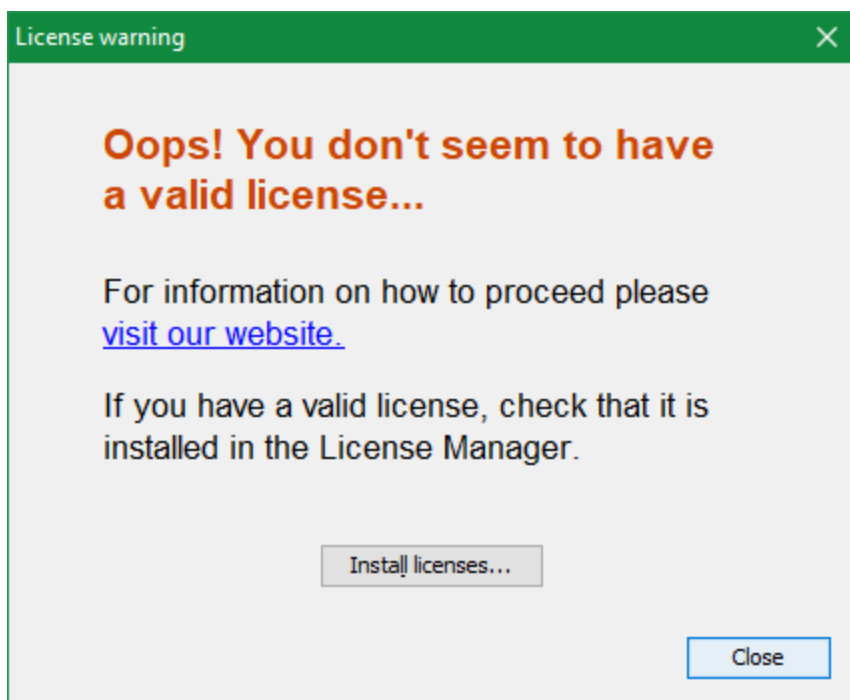 License warning
Oops! You don't seem to have
a valid license...
For information on how to proceed please
visit our website.
If you have a valid license, check that it is
installed in the License Manager.
Install licenses...
Close